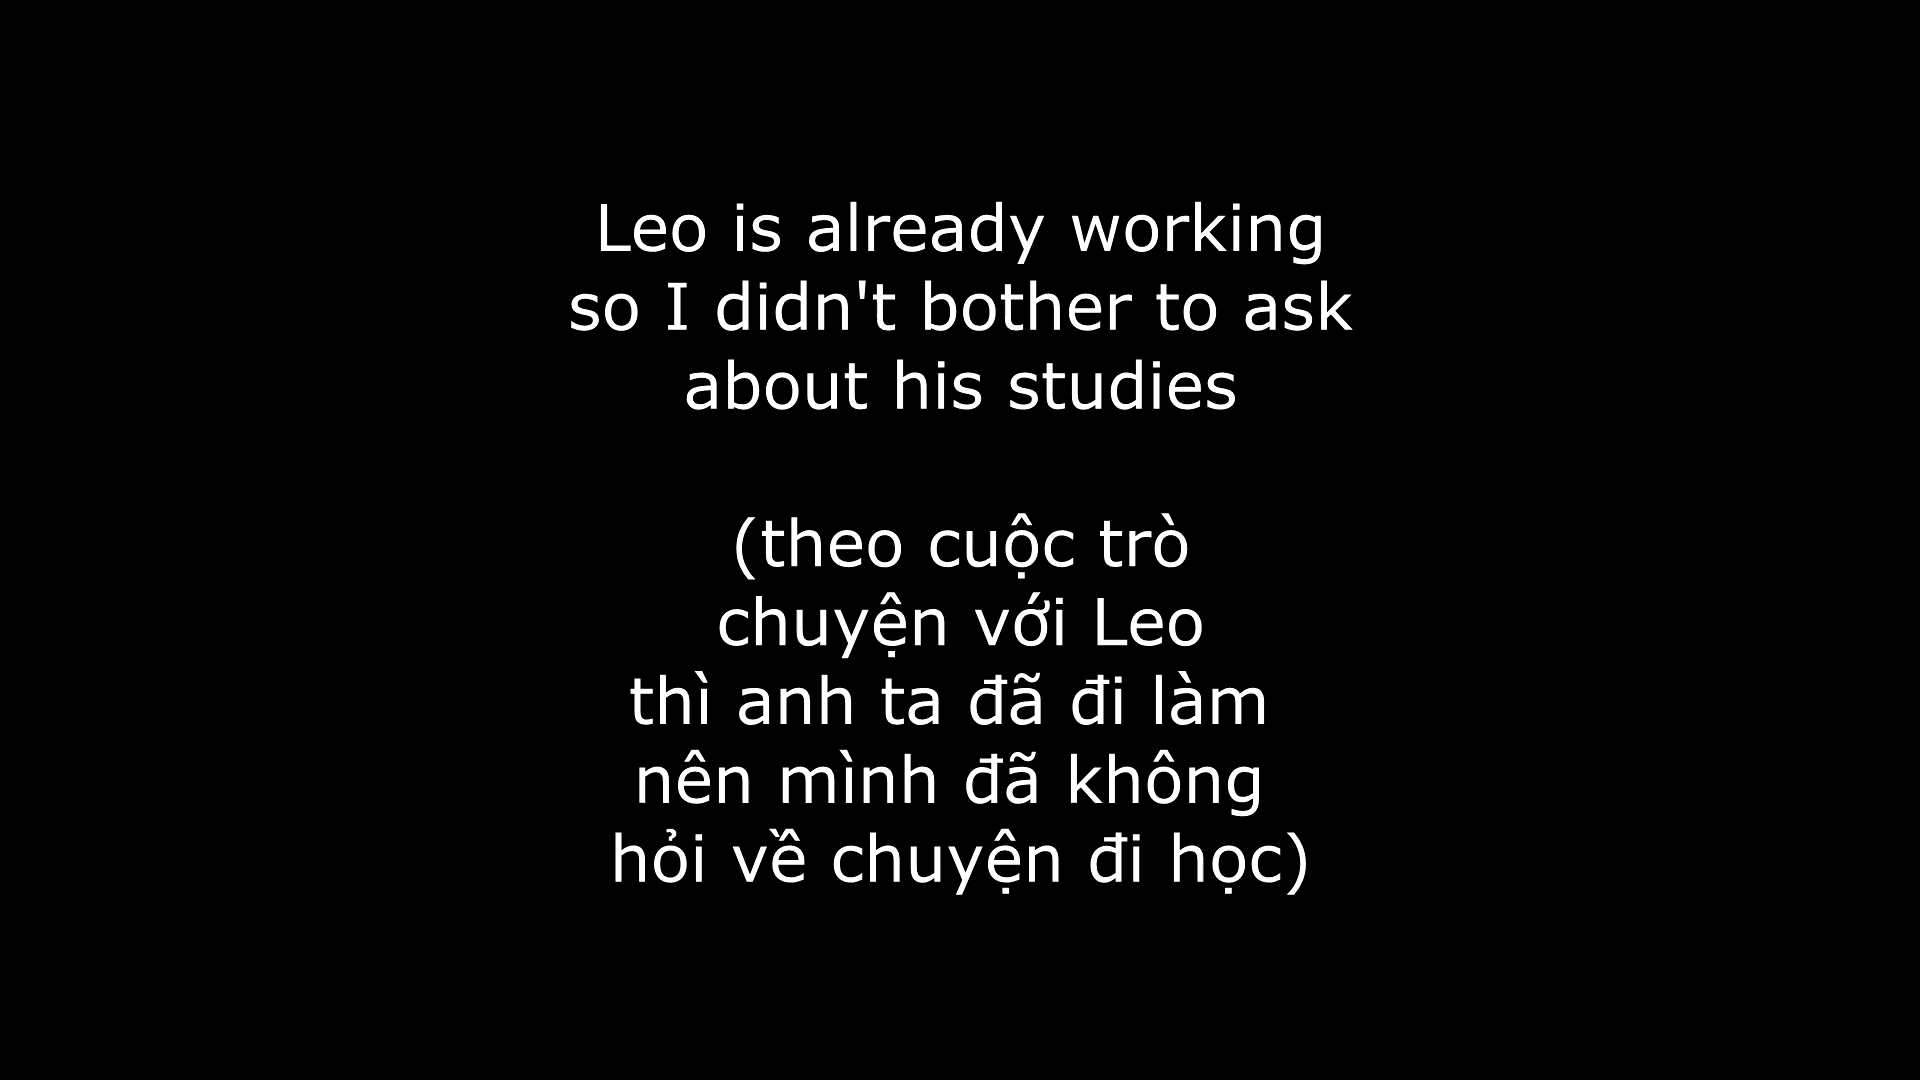 Leo is already working
so I didn't bother to ask
about his studies
(theo cuộc trò
chuyện với Leo
thì anh ta đã đi làm
nên mình đã không
hỏi về chuyện đi học)